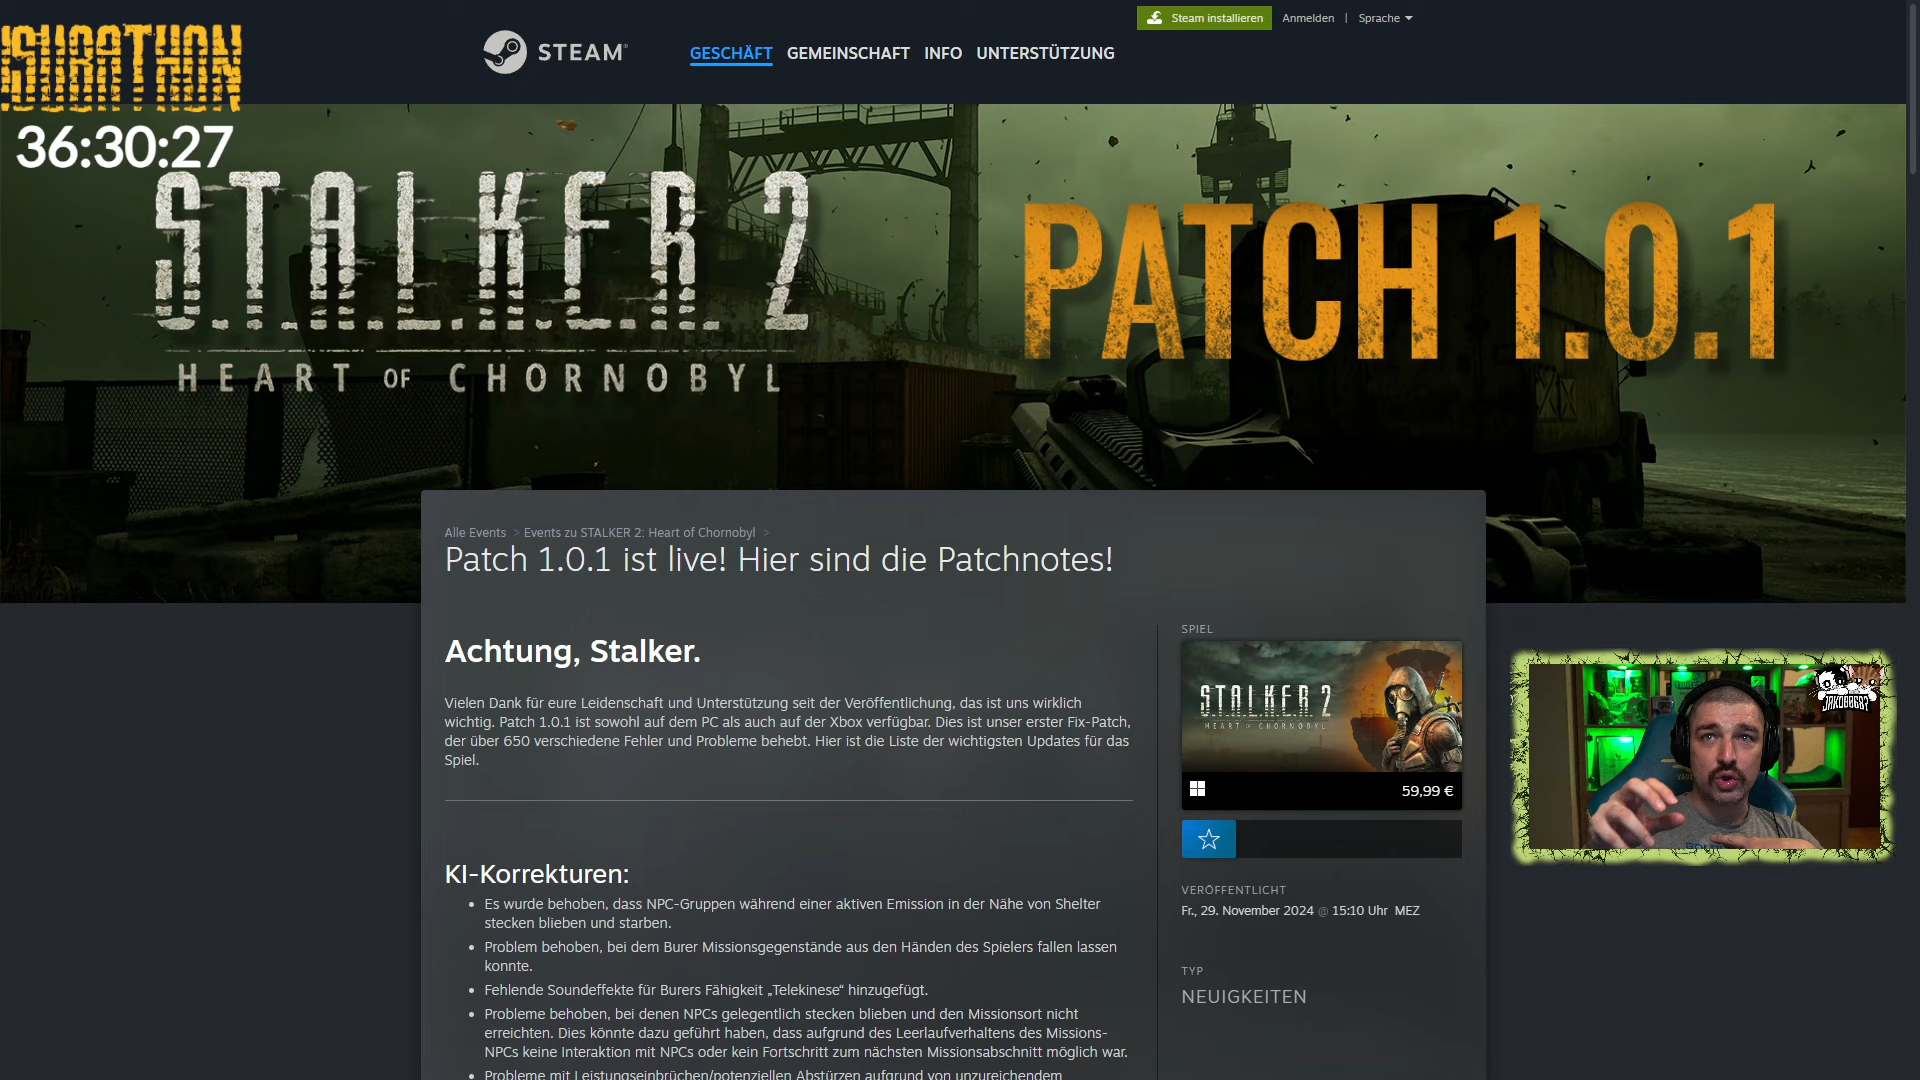 SUBATHON
36:30:27
STEAM
GESCHÄFT GEMEINSCHAFT INFO UNTERSTÜTZUNG
Steam installieren Anmelden | Sprache
S.T.A.L.K.E.R. 2
HEART OF CHORNOBYL
PATCH 1.0.1
Alle Events > Events zu STALKER 2: Heart of Chornobyl >
Patch 1.0.1 ist live! Hier sind die Patchnotes!
Achtung, Stalker.
Vielen Dank für eure Leidenschaft und Unterstützung seit der Veröffentlichung, das ist uns wirklich
wichtig. Patch 1.0.1 ist sowohl auf dem PC als auch auf der Xbox verfügbar. Dies ist unser erster Fix-Patch,
der über 650 verschiedene Fehler und Probleme behebt. Hier ist die Liste der wichtigsten Updates für das
Spiel.
KI-Korrekturen:
• Es wurde behoben, dass NPC-Gruppen während einer aktiven Emission in der Nähe von Shelter
stecken blieben und starben.
• Problem behoben, bei dem Burer Missionsgegenstände aus den Händen des Spielers fallen lassen
konnte.
• Fehlende Soundeffekte für Burers Fähigkeit „Telekinese“ hinzugefügt.
• Probleme behoben, bei denen NPCs gelegentlich stecken blieben und den Missionsort nicht
erreichten. Dies könnte dazu geführt haben, dass aufgrund des Leerlaufverhaltens des Missions-
NPCs keine Interaktion mit NPCs oder kein Fortschritt zum nächsten Missionsabschnitt möglich war.
• Probleme mit Leistungseinbrüchen/potenziellen Abstürzen aufgrund von unzureichendem
SPIEL
S.T.A.L.K.E.R. 2
HEART OF CHORNOBYL
59,99 €
VERÖFFENTLICHT
Fr., 29. November 2024 @ 15:10 Uhr MEZ
TYP
NEUIGKEITEN